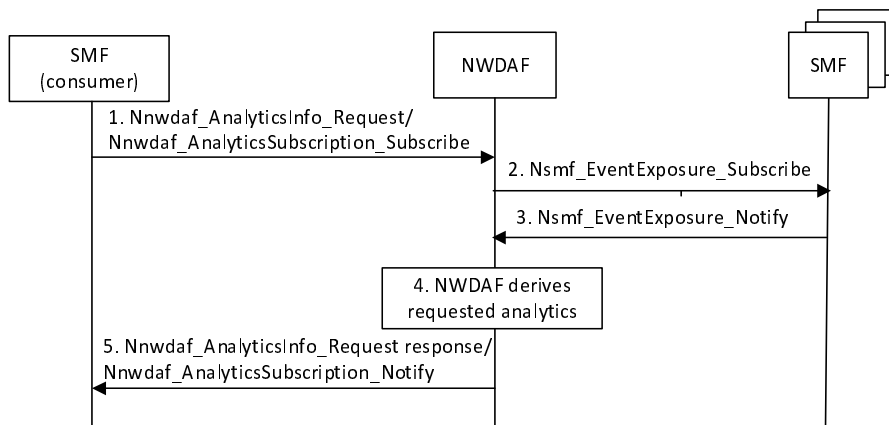 SMF
(consumer)
NWDAF
SMF
1. Nnwdaf_AnalyticsInfo_Request/
Nnwdaf_AnalyticsSubscription_Subscribe
2. Nsmf_EventExposure_Subscribe
3. Nsmf_EventExposure_Notify
4. NWDAF derives
requested analytics
5. Nnwdaf_AnalyticsInfo_Request response/
Nnwdaf_AnalyticsSubscription_Notify